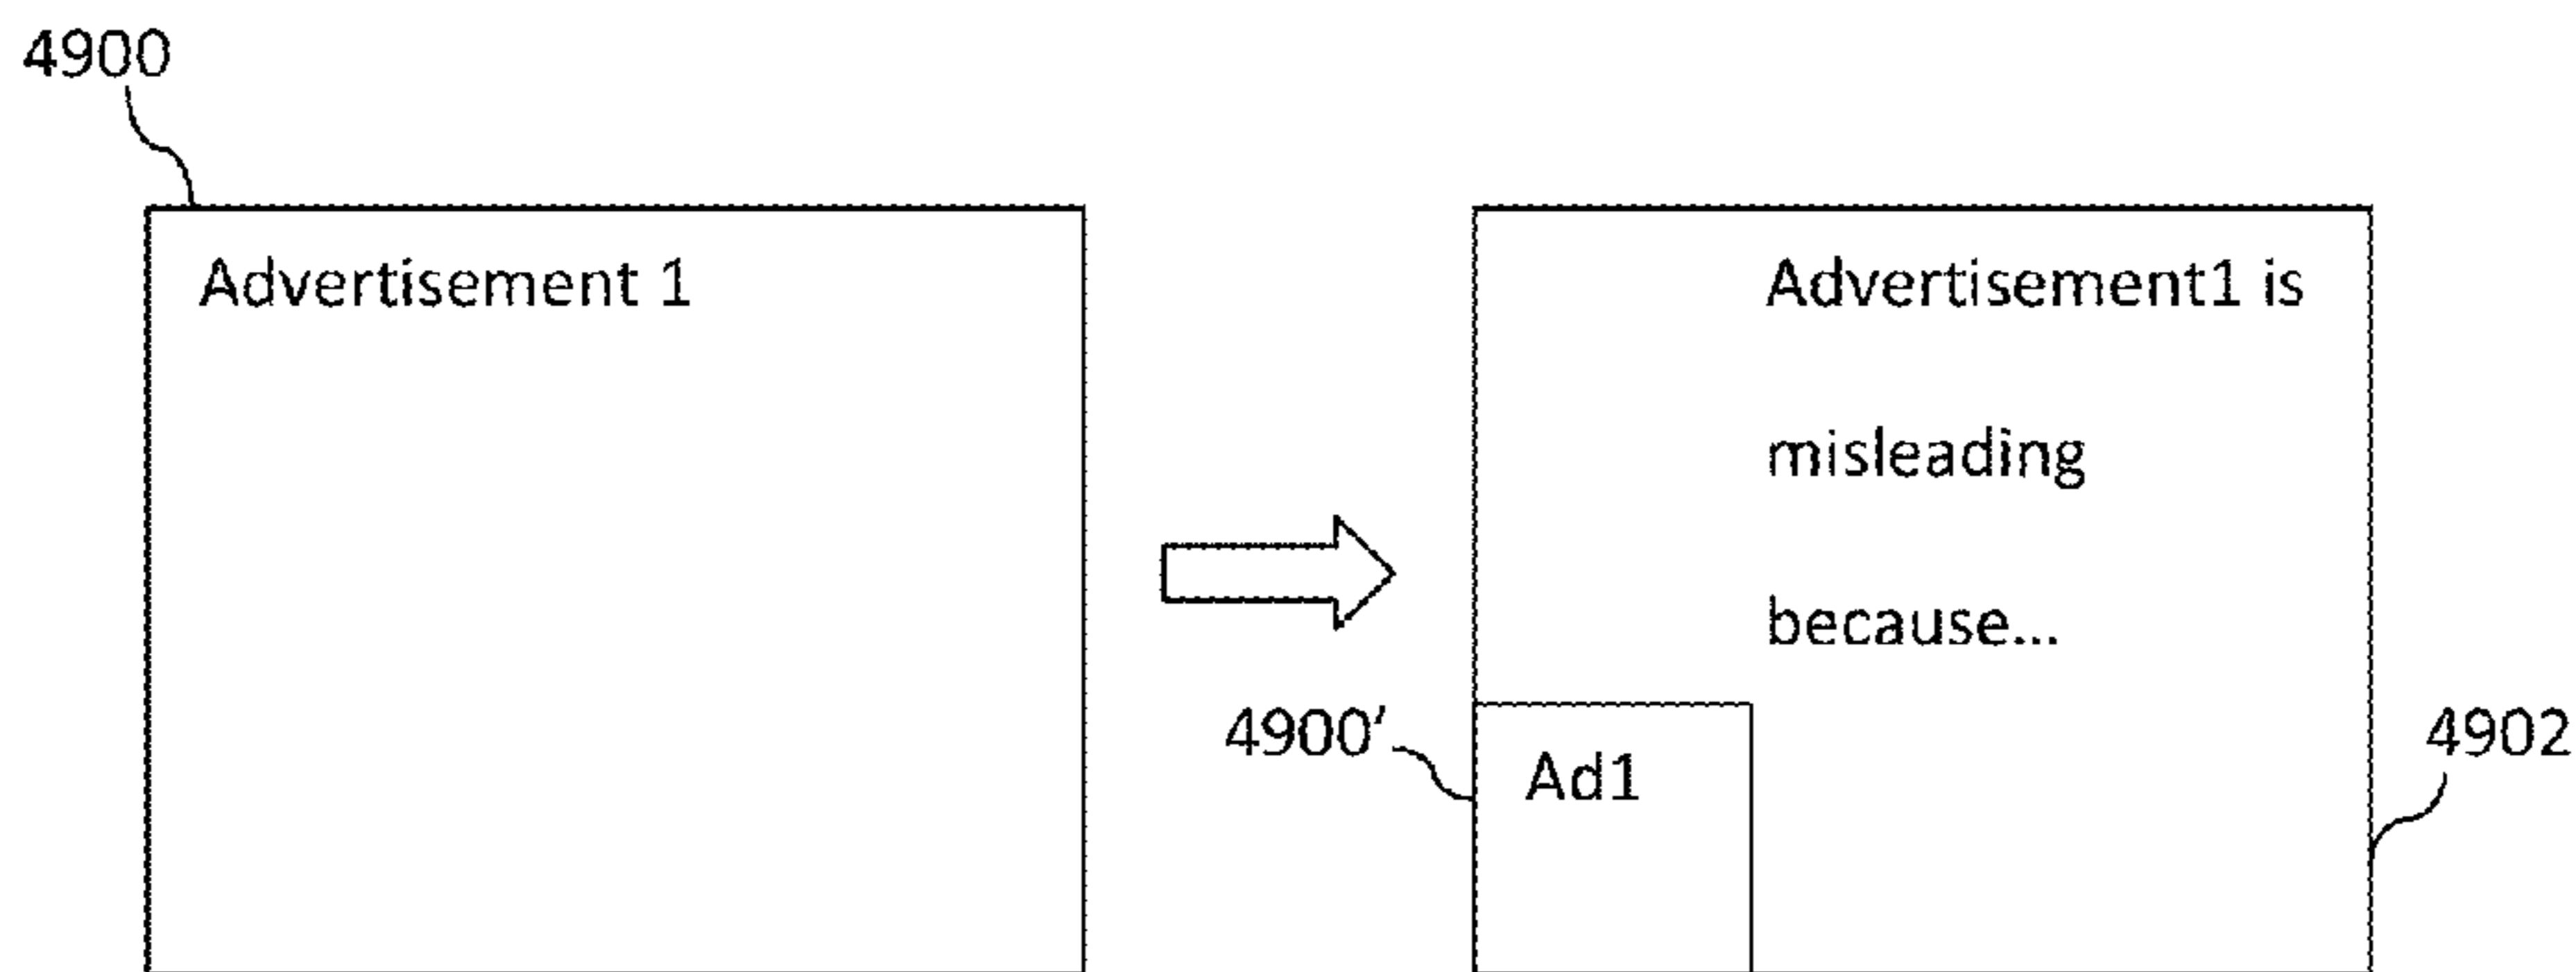 4900
Advertisement 1
Advertisement1 is
misleading
because...
4900'
Ad1
4902